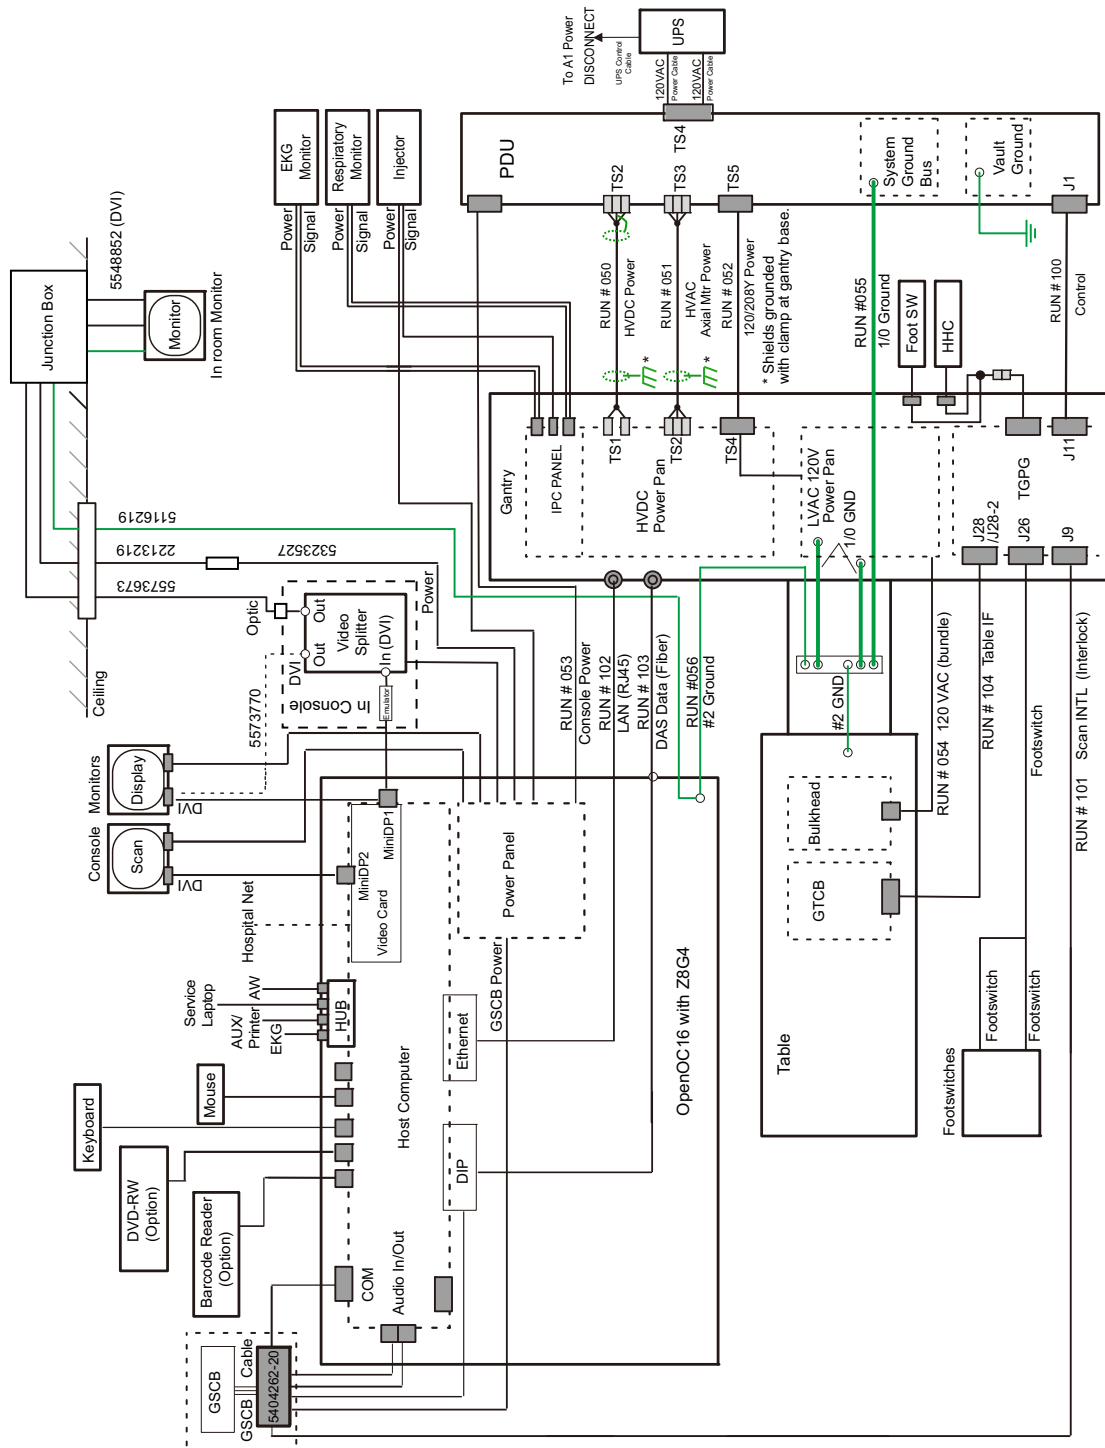 To A1 Power
DISCONNECT
UPS Control
Cable
UPS
120VAC
Power Cable
120VAC
Power Cable
TS4
PDU
TS2
TS3
TS5
System
Ground
Bus
Vault
Ground
J1
EKG
Monitor
Respiratory
Monitor
Injector
Power
Signal
Power
Signal
Power
Signal
RUN # 050
HVDC Power
RUN # 051
HVAC
Axial Mtr Power
RUN # 052
120/208Y Power
* Shields grounded
with clamp at gantry base.
*
*
RUN #055
1/0 Ground
Foot SW
HHC
RUN # 100
Control
5548852 (DVI)
Junction Box
Monitor
In room Monitor
Gantry
IPC PANEL
TS1
TS2
TS4
HVDC
Power Pan
LVAC 120V
Power Pan
1/0 GND
J28
/J28-2
J26
TGPG
J11
J9
5116219
2213219
5323527
5573673
Ceiling
Optic
Power
Out
Out
Video
Splitter
In (DVI)
DVI
Emulator
In Console
5573770
RUN # 053
Console Power
RUN # 102
LAN (RJ45)
RUN # 103
DAS Data (Fiber)
RUN #056
#2 Ground
#2 GND
RUN # 054 120 VAC (bundle)
RUN # 104 Table IF
Footswitch
RUN # 101 Scan INTL (Interlock)
Monitors
Display
DVI
Console
Scan
DVI
MiniDP1
MiniDP2
Video Card
Hospital Net
Power Panel
Bulkhead
GTCB
Table
Service
Laptop
AW
AUX/
Printer
EKG
HUB
GSCB Power
Ethernet
OpenOC16 with Z8G4
Footswitch
Footswitch
Footswitches
Keyboard
Mouse
Host Computer
DIP
DVD-RW
(Option)
Barcode Reader
(Option)
COM
Audio In/Out
GSCB
GSCB Cable
5404262-20